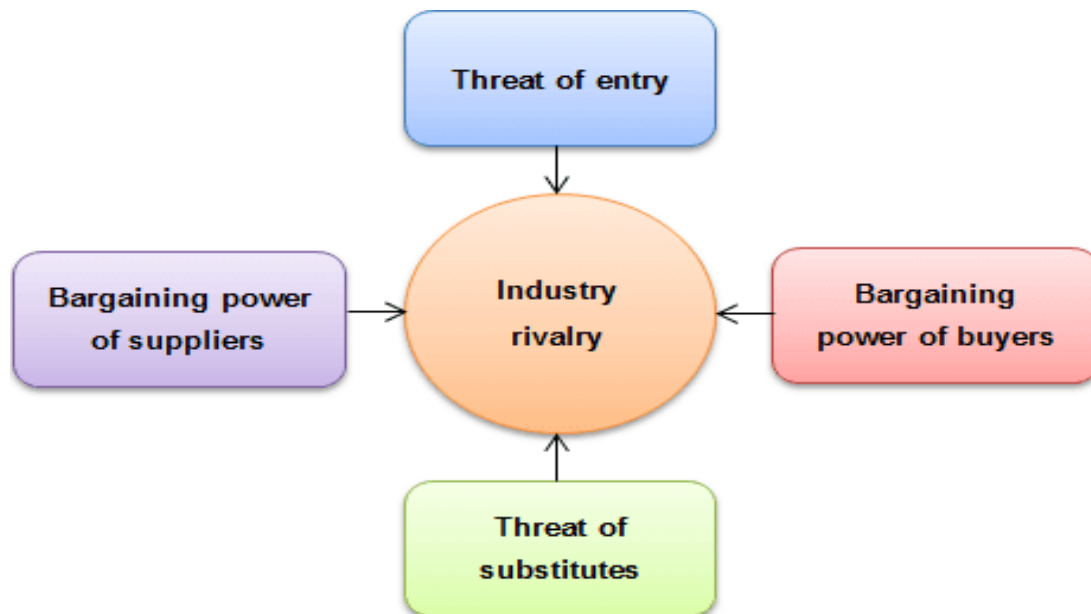 Threat of entry
Bargaining power
of suppliers
Industry
rivalry
Bargaining
power of buyers
Threat of
substitutes